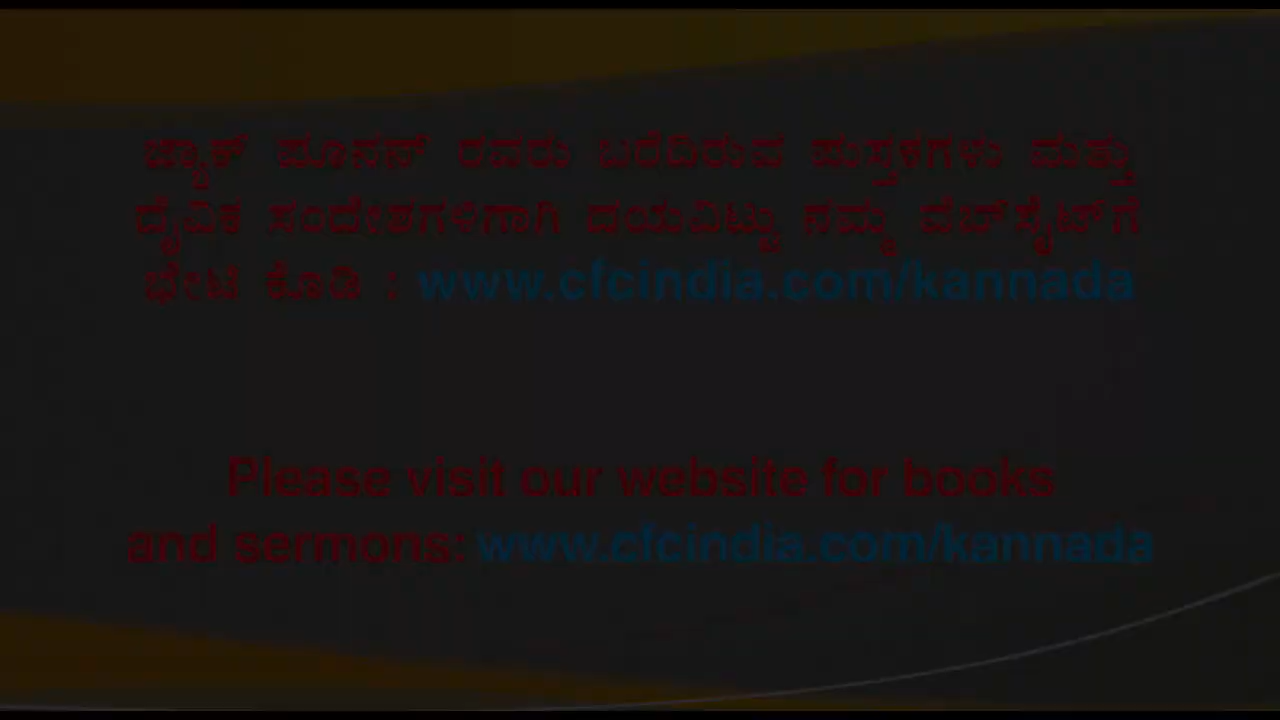 ಜ್ಯಾಕ್ ಪೂನನ್ ರವರು ಬರೆದಿರುವ ಪುಸ್ತಕಗಳು ಮತ್ತು
ದೈವಿಕ ಸಂದೇಶಗಳಿಗಾಗಿ ದಯವಿಟ್ಟು ನಮ್ಮ ವೆಬ್‌ಸೈಟ್‌ಗೆ
ಭೇಟಿ ಕೊಡಿ : www.cfcindia.com/kannada
Please visit our website for books
and sermons: www.cfcindia.com/kannada